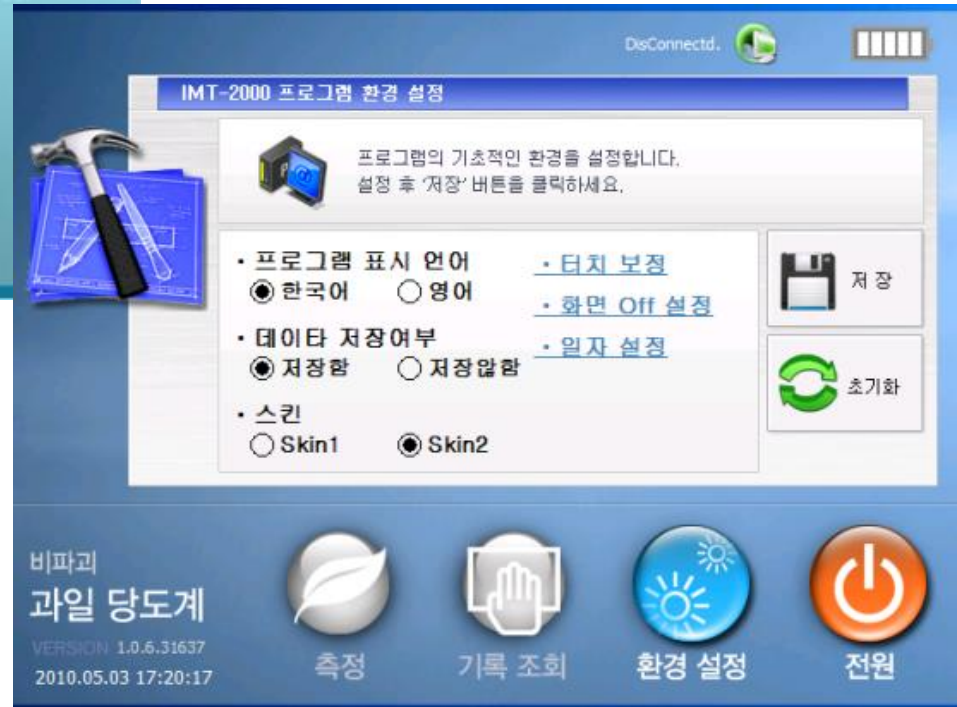 DisConnectd.
IMT-2000 프로그램 환경 설정
프로그램의 기초적인 환경을 설정합니다.
설정 후 '저장' 버튼을 클릭하세요.
• 프로그램 표시 언어
한국어 영어
• 데이타 저장여부
저장함 저장않함
• 스킨
Skin1 Skin2
• 터치 보정
• 화면 Off 설정
• 일자 설정
저 장
초기화
비파괴
과일 당도계
VERSION 1.0.6.31637
2010.05.03 17:20:17
측정
기록 조회
환경 설정
전원